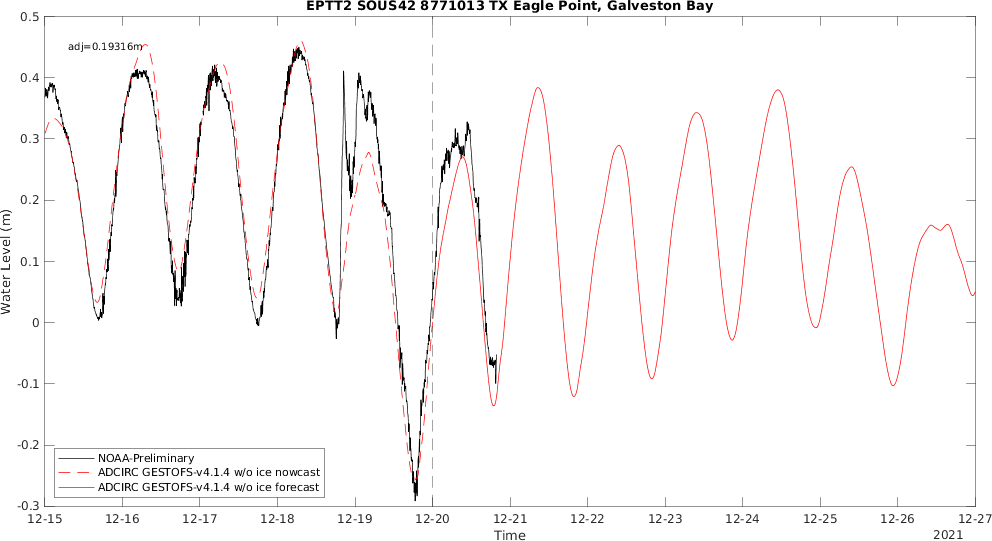 EPTT2 SOUS42 8771013 TX Eagle Point, Galveston Bay
adj=0.19316m
0.5
0.4
0.3
0.2
0.1
0
-0.1
-0.2
-0.3
Water Level (m)
NOAA-Preliminary
ADCIRC GESTOFS-v4.1.4 w/o ice nowcast
ADCIRC GESTOFS-v4.1.4 w/o ice forecast
12-15 12-16 12-17 12-18 12-19 12-20 12-21 12-22 12-23 12-24 12-25 12-26 12-27
Time
2021